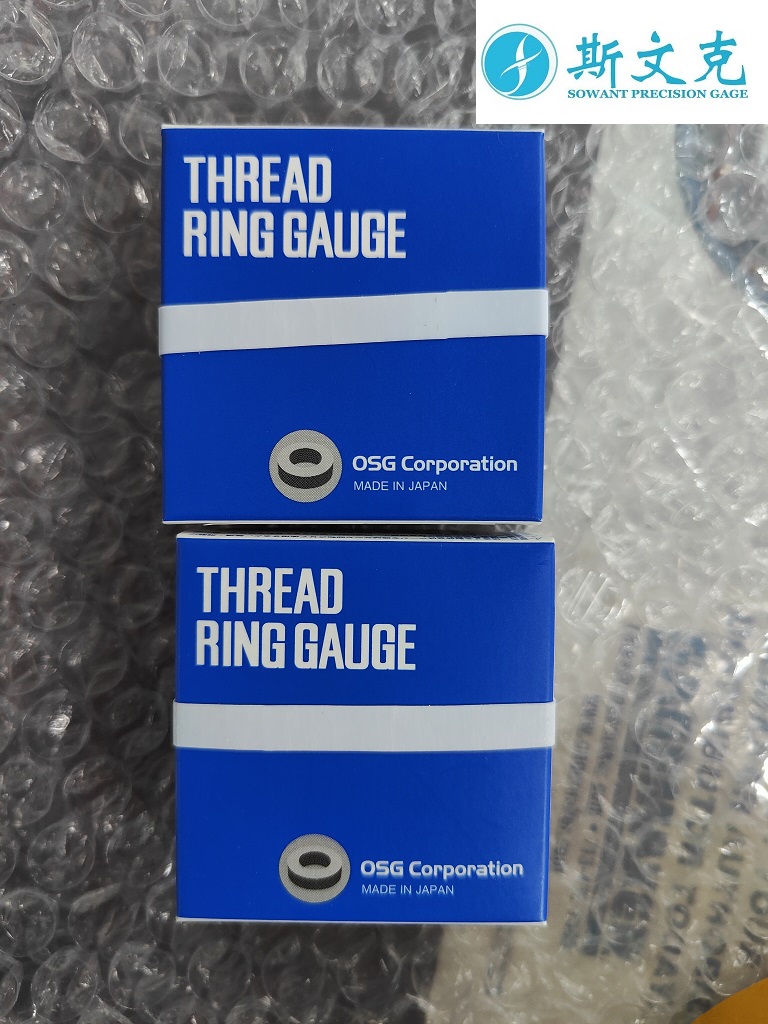 斯文克
SOWANT PRECISION GAGE
THREAD
RING GAUGE
OSG Corporation
MADE IN JAPAN
THREAD
RING GAUGE
OSG Corporation
MADE IN JAPAN